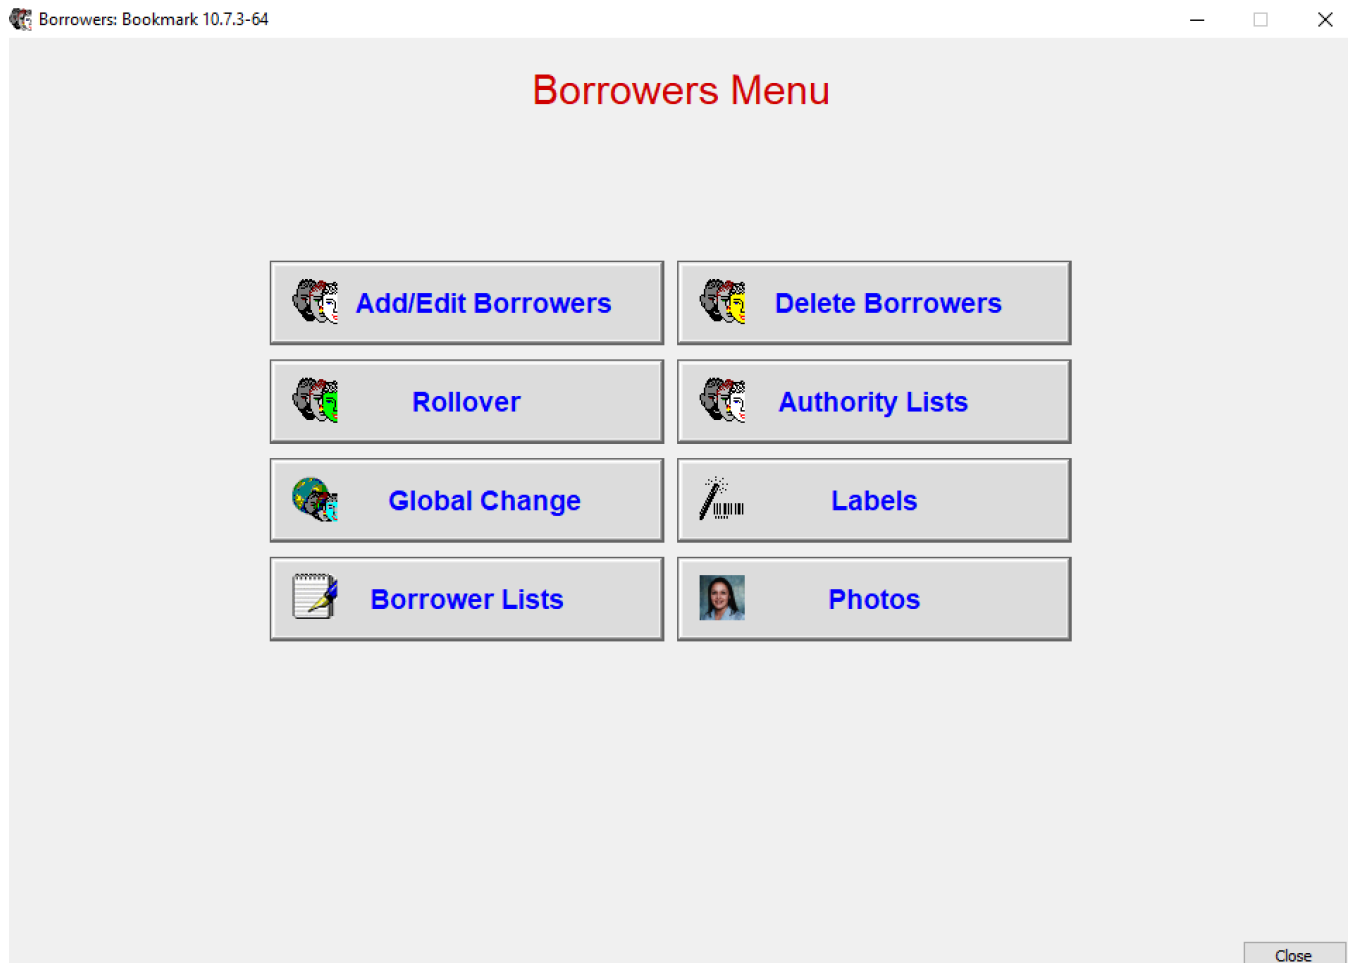 Borrowers: Bookmark 10.7.3-64
Borrowers Menu
Add/Edit Borrowers
Delete Borrowers
Rollover
Authority Lists
Global Change
Labels
Borrower Lists
Photos
Close